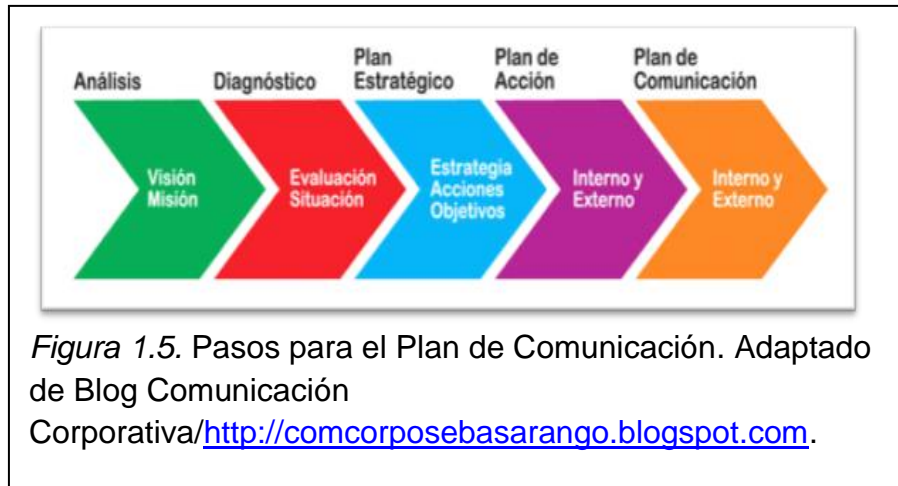 Análisis
Diagnóstico
Plan
Estratégico
Plan de
Acción
Plan de
Comunicación
Visión
Misión
Evaluación
Situación
Estrategia
Acciones
Objetivos
Interno y
Externo
Interno y
Externo
Figura 1.5. Pasos para el Plan de Comunicación. Adaptado
de Blog Comunicación
Corporativa/http://comcorposebasarango.blogspot.com.